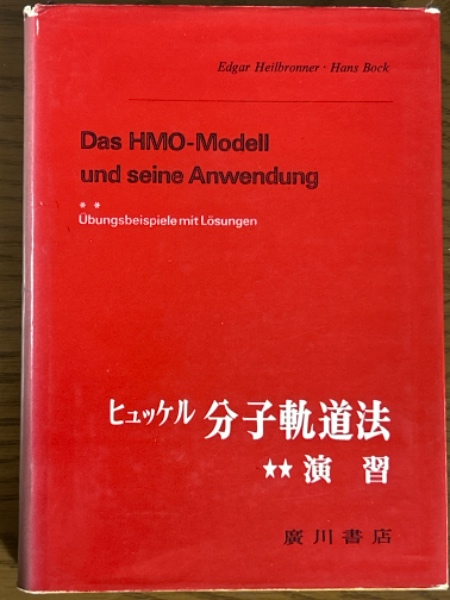 Edgar Heilbronner · Hans Bock
Das HMO-Modell
und seine Anwendung
* *
Übungsbeispiele mit Lösungen
ヒュッケル 分子軌道法
★★ 演習
廣川書店